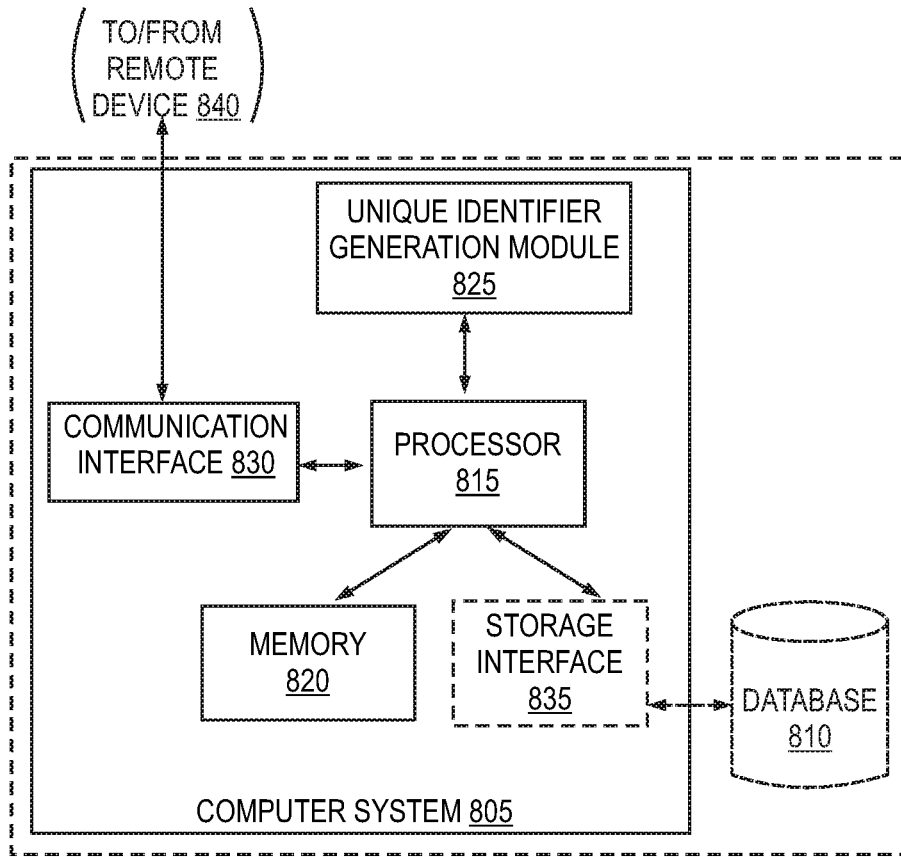 TO/FROM
REMOTE
DEVICE 840
UNIQUE IDENTIFIER
GENERATION MODULE
825
COMMUNICATION
INTERFACE 830
PROCESSOR
815
MEMORY
820
STORAGE
INTERFACE
835
DATABASE
810
COMPUTER SYSTEM 805